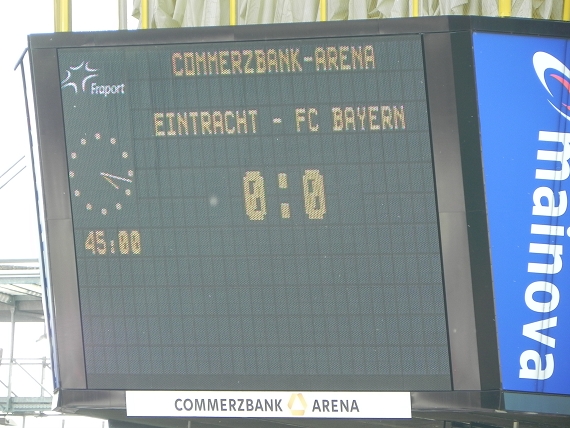 COMMERZBANK-ARENA
Fraport
EINTRACHT - FC BAYERN
0:0
45:00
mainova
COMMERZBANK ARENA